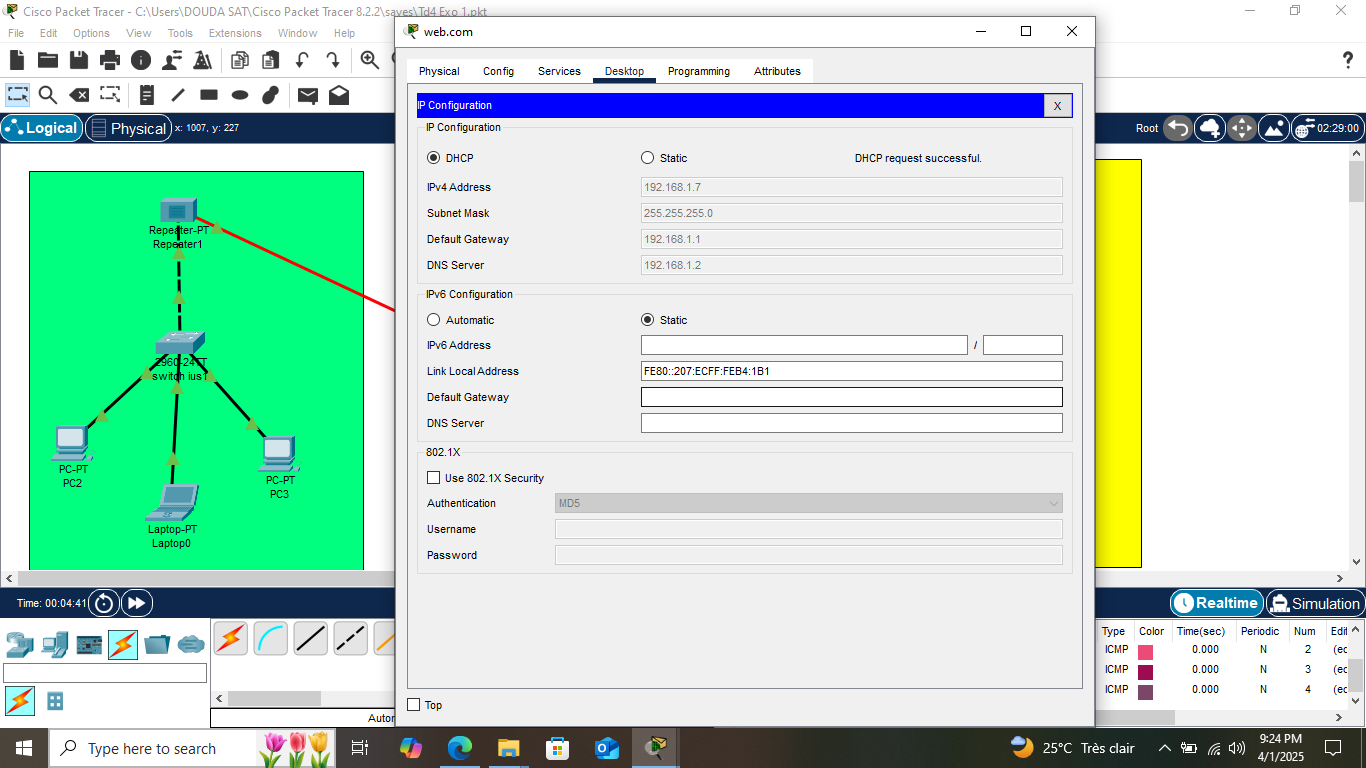 Cisco Packet Tracer - C:\Users\DOUDA SAT\Cisco Packet Tracer 8.2.2\saves\Td4 Exo 1.pkt
File Edit Options View Tools Extensions Window Help
web.com
Physical Config Services Desktop Programming Attributes
IP Configuration X
IP Configuration
DHCP Static DHCP request successful.
IPv4 Address 192.168.1.7
Subnet Mask 255.255.255.0
Default Gateway 192.168.1.1
DNS Server 192.168.1.2
IPv6 Configuration
Automatic Static
IPv6 Address /
Link Local Address FE80::207:ECFF:FEB4:1B1
Default Gateway
DNS Server
802.1X
Use 802.1X Security
Authentication MD5
Username
Password
Top
Logical Physical x: 1007, y: 227
Root 02:29:00
Repeater-PT
Repeater1
2960-24TT
switch ius1
PC-PT
PC2
PC-PT
PC3
Laptop-PT
Laptop0
Time: 00:04:41
Realtime Simulation
Type Color Time(sec) Periodic Num Edi
ICMP 0.000 N 2 (ec
ICMP 0.000 N 3 (ec
ICMP 0.000 N 4 (ec
Autor
Type here to search
25°C Très clair
9:24 PM
4/1/2025